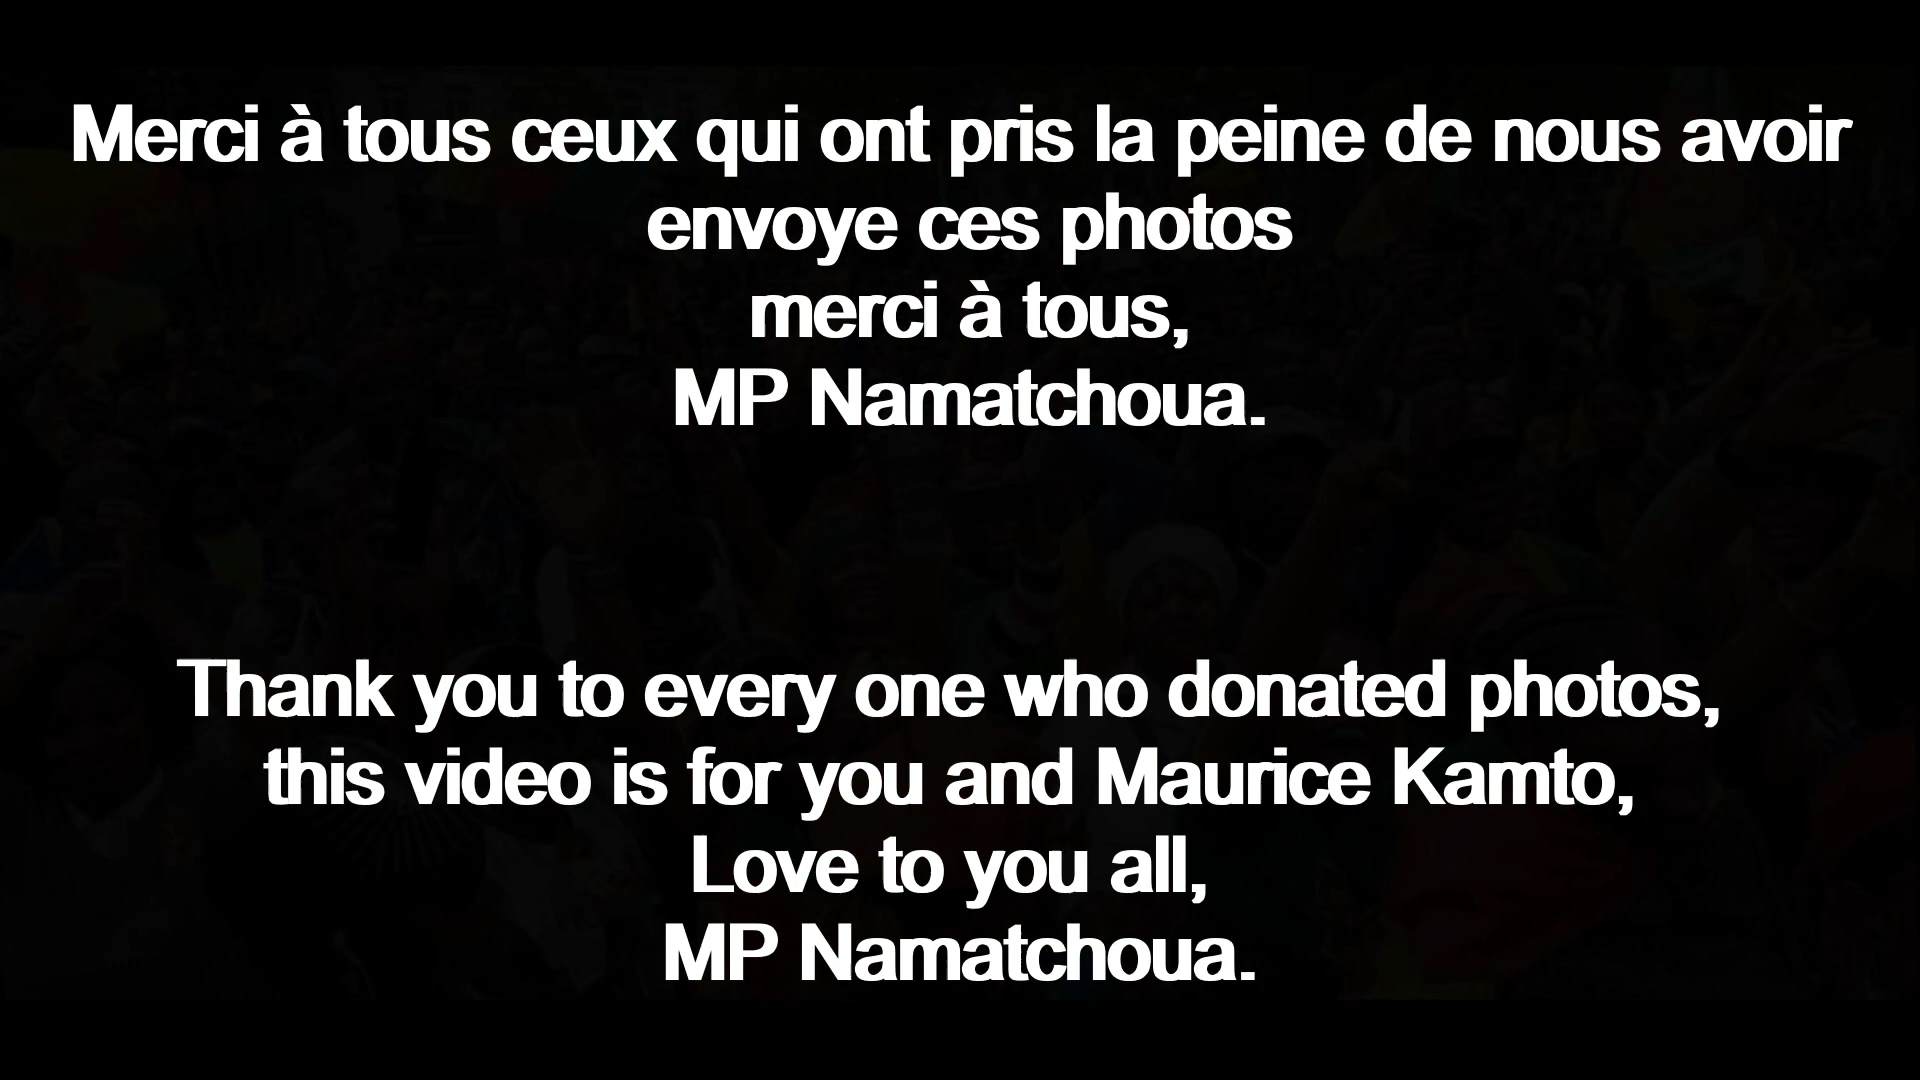 Merci à tous ceux qui ont pris la peine de nous avoir
envoye ces photos
merci à tous,
MP Namatchoua.
Thank you to every one who donated photos,
this video is for you and Maurice Kamto,
Love to you all,
MP Namatchoua.